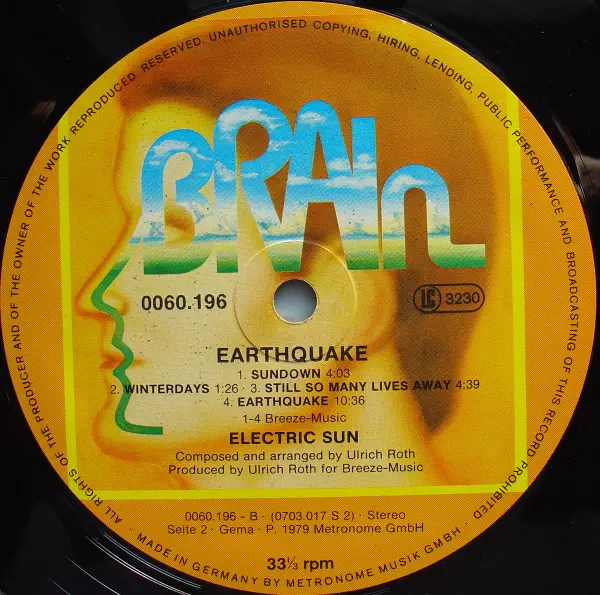 ALL RIGHTS OF THE PRODUCER AND OF THE OWNER OF THE WORK REPRODUCED RESERVED. UNAUTHORISED COPYING, HIRING, LENDING, PUBLIC PERFORMANCE AND BROADCASTING OF THIS RECORD PROHIBITED
BRAIn
0060.196
LC 3230
EARTHQUAKE
1. SUNDOWN 4:03
2. WINTERDAYS 1:26 · 3. STILL SO MANY LIVES AWAY 4:39
4. EARTHQUAKE 10:36
1-4 Breeze-Music
ELECTRIC SUN
Composed and arranged by Ulrich Roth
Produced by Ulrich Roth for Breeze-Music
0060.196 - B · (0703.017 S 2) · Stereo
Seite 2 · Gema · P. 1979 Metronome GmbH
33⅓ rpm
· MADE IN GERMANY BY METRONOME MUSIK GMBH ·